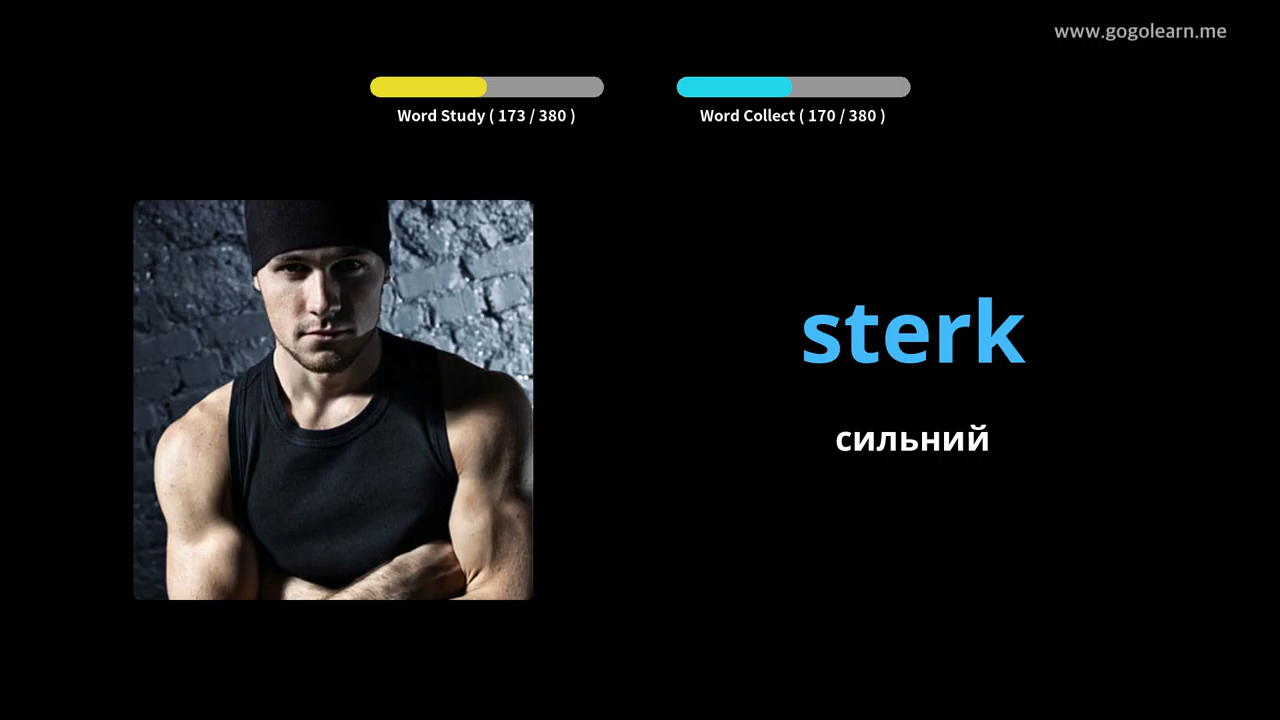 www.gogolearn.me
Word Study ( 173 / 380 )
Word Collect ( 170 / 380 )
sterk
сильний